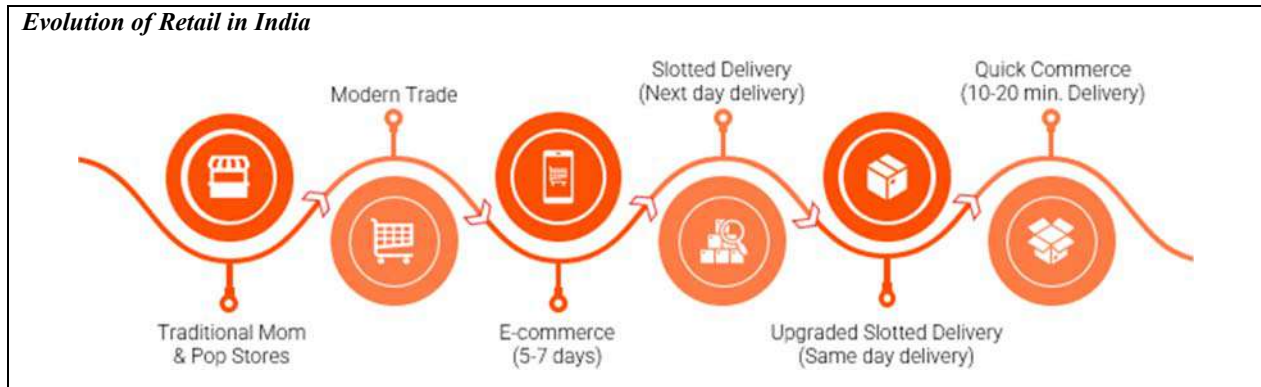 Evolution of Retail in India
Traditional Mom
& Pop Stores
Modern Trade
E-commerce
(5-7 days)
Slotted Delivery
(Next day delivery)
Upgraded Slotted Delivery
(Same day delivery)
Quick Commerce
(10-20 min. Delivery)